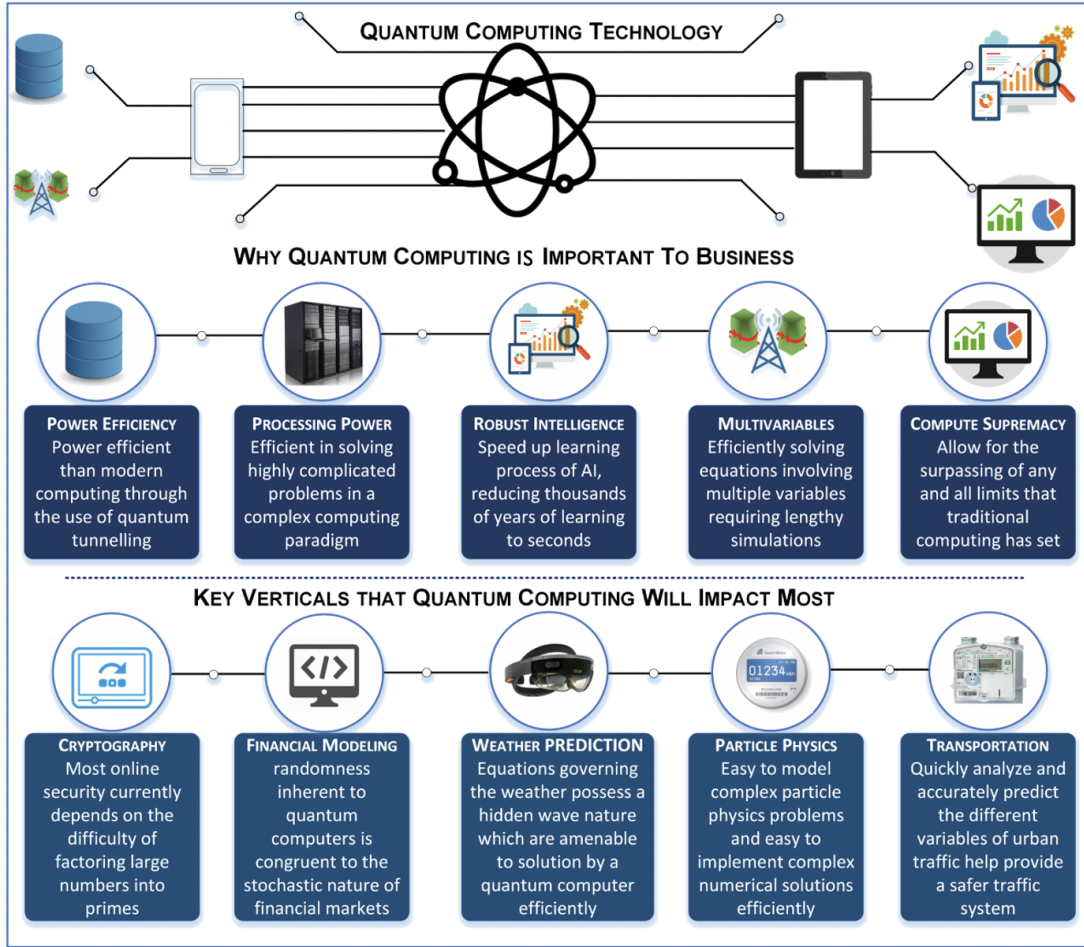 QUANTUM COMPUTING TECHNOLOGY
WHY QUANTUM COMPUTING IS IMPORTANT TO BUSINESS
POWER EFFICIENCY
Power efficient
than modern
computing through
the use of quantum
tunnelling
PROCESSING POWER
Efficient in solving
highly complicated
problems in a
complex computing
paradigm
ROBUST INTELLIGENCE
Speed up learning
process of AI,
reducing thousands
of years of learning
to seconds
MULTIVARIABLES
Efficiently solving
equations involving
multiple variables
requiring lengthy
simulations
COMPUTE SUPREMACY
Allow for the
surpassing of any
and all limits that
traditional
computing has set
KEY VERTICALS THAT QUANTUM COMPUTING WILL IMPACT MOST
</>
01234
CRYPTOGRAPHY
Most online
security currently
depends on the
difficulty of
factoring large
numbers into
primes
FINANCIAL MODELING
randomness
inherent to
quantum
computers is
congruent to the
stochastic nature of
financial markets
WEATHER PREDICTION
Equations governing
the weather possess a
hidden wave nature
which are amenable
to solution by a
quantum computer
efficiently
PARTICLE PHYSICS
Easy to model
complex particle
physics problems
and easy to
implement complex
numerical solutions
efficiently
TRANSPORTATION
Quickly analyze and
accurately predict
the different
variables of urban
traffic help provide
a safer traffic
system